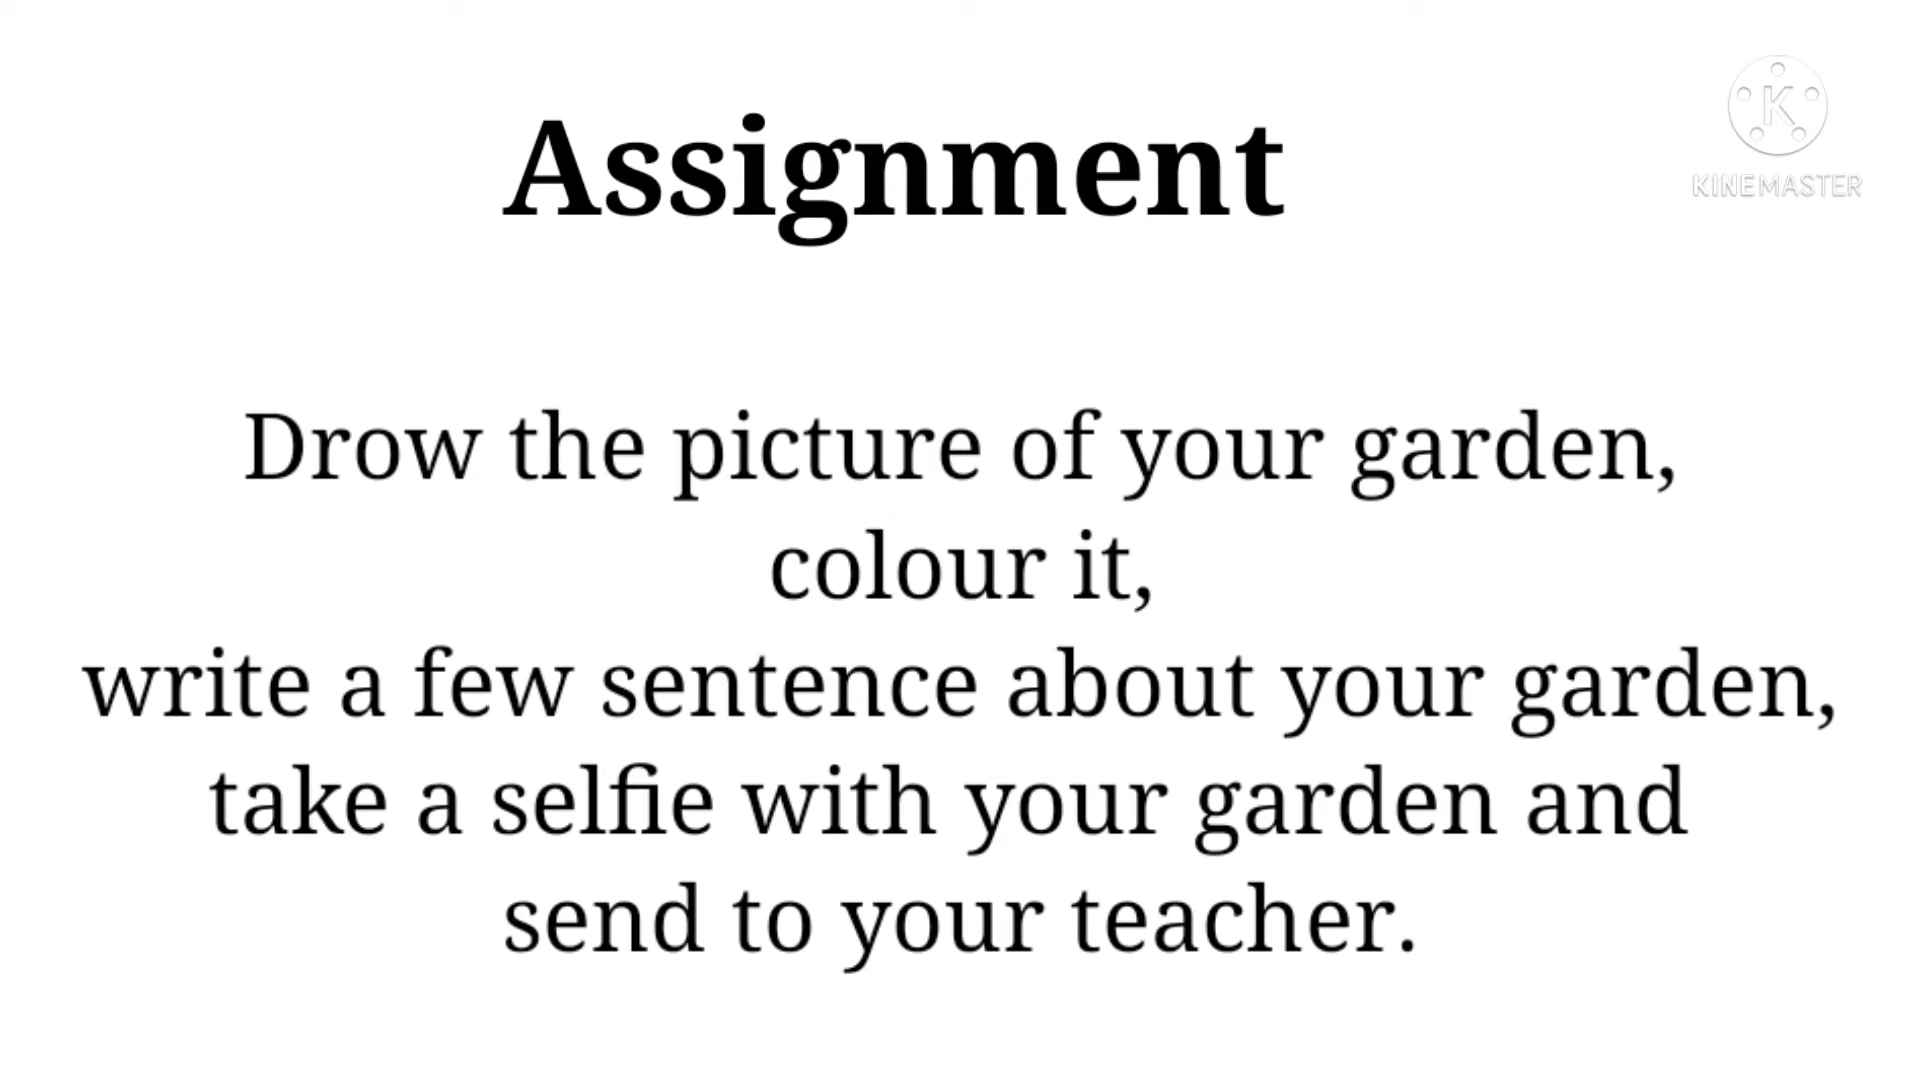 Assignment
K
KINEMASTER
Drow the picture of your garden,
colour it,
write a few sentence about your garden,
take a selfie with your garden and
send to your teacher.